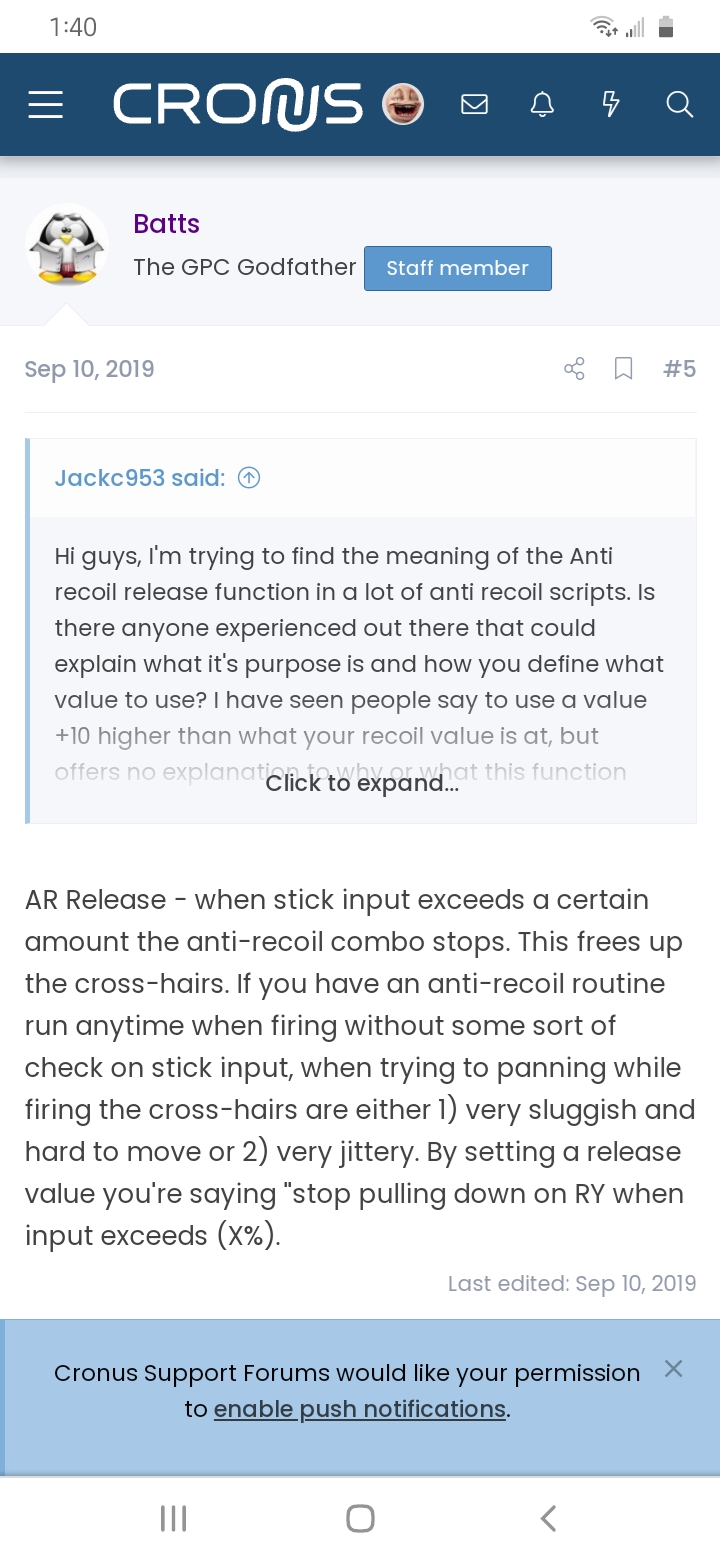 1:40
CRONUS
Batts
The GPC Godfather Staff member
Sep 10, 2019 #5
Jackc953 said:
Hi guys, I'm trying to find the meaning of the Anti
recoil release function in a lot of anti recoil scripts. Is
there anyone experienced out there that could
explain what it's purpose is and how you define what
value to use? I have seen people say to use a value
+10 higher than what your recoil value is at, but
offers no explanation to why or what this function
Click to expand...
AR Release - when stick input exceeds a certain
amount the anti-recoil combo stops. This frees up
the cross-hairs. If you have an anti-recoil routine
run anytime when firing without some sort of
check on stick input, when trying to panning while
firing the cross-hairs are either 1) very sluggish and
hard to move or 2) very jittery. By setting a release
value you're saying "stop pulling down on RY when
input exceeds (X%).
Last edited: Sep 10, 2019
Cronus Support Forums would like your permission
to enable push notifications.